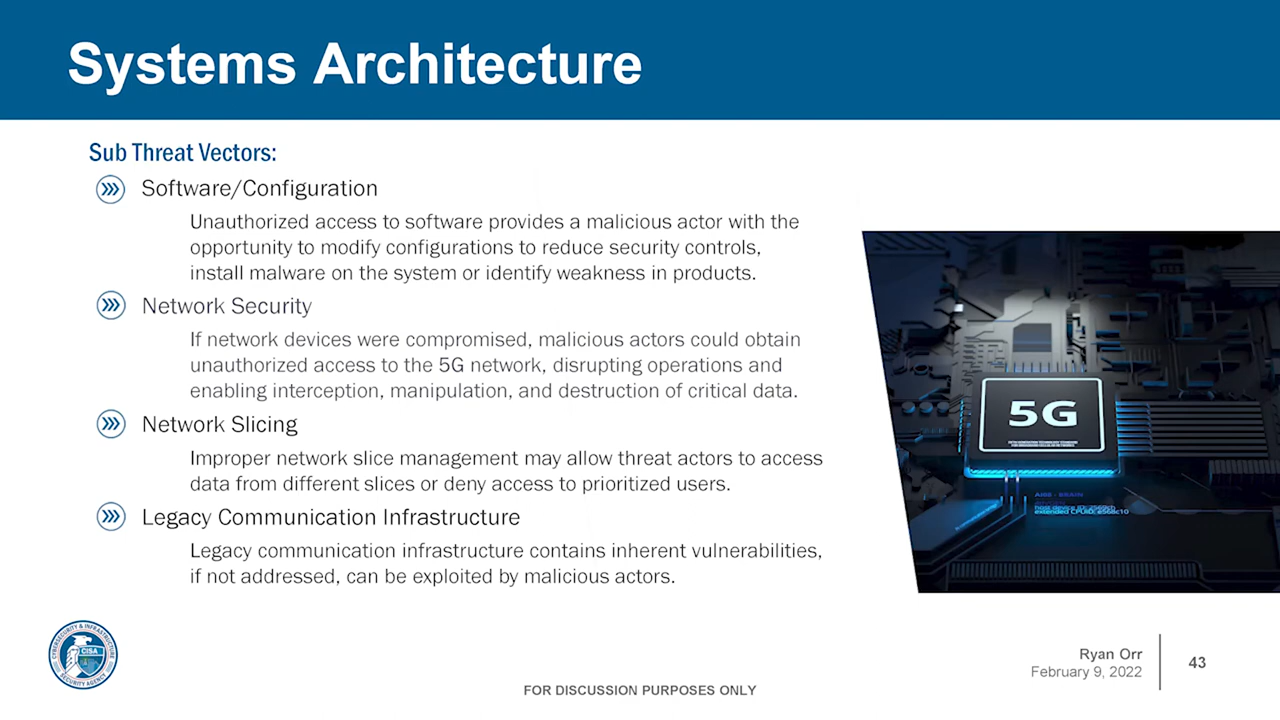 Systems Architecture
Sub Threat Vectors:
Software/Configuration
Unauthorized access to software provides a malicious actor with the
opportunity to modify configurations to reduce security controls,
install malware on the system or identify weakness in products.
Network Security
If network devices were compromised, malicious actors could obtain
unauthorized access to the 5G network, disrupting operations and
enabling interception, manipulation, and destruction of critical data.
Network Slicing
Improper network slice management may allow threat actors to access
data from different slices or deny access to prioritized users.
Legacy Communication Infrastructure
Legacy communication infrastructure contains inherent vulnerabilities,
if not addressed, can be exploited by malicious actors.
5G
CYBERSECURITY & INFRASTRUCTURE
CISA
SECURITY AGENCY
Ryan Orr
February 9, 2022
43
FOR DISCUSSION PURPOSES ONLY